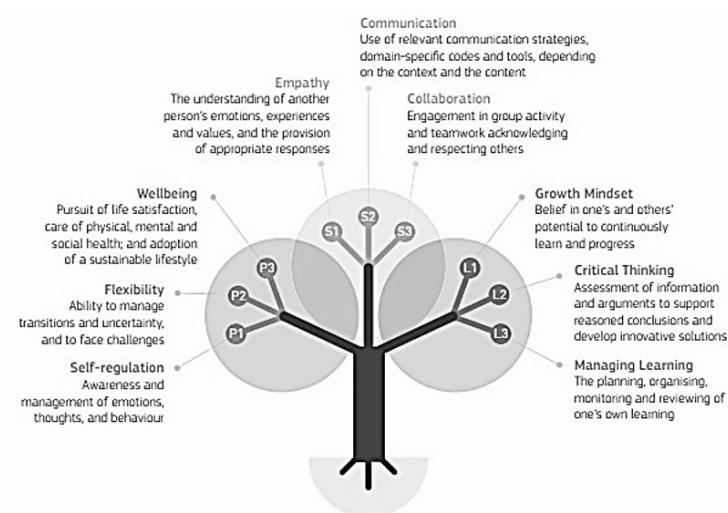 Communication
Use of relevant communication strategies,
domain-specific codes and tools, depending
on the context and the content
Empathy
The understanding of another
person's emotions, experiences
and values, and the provision
of appropriate responses
Collaboration
Engagement in group activity
and teamwork acknowledging
and respecting others
Wellbeing
Pursuit of life satisfaction,
care of physical, mental and
social health; and adoption
of a sustainable lifestyle
Flexibility
Ability to manage
transitions and uncertainty,
and to face challenges
Self-regulation
Awareness and
management of emotions,
thoughts, and behaviour
P3
P2
P1
S1
S2
S3
L1
L2
L3
Growth Mindset
Belief in one's and others'
potential to continuously
learn and progress
Critical Thinking
Assessment of information
and arguments to support
reasoned conclusions and
develop innovative solutions
Managing Learning
The planning, organising,
monitoring and reviewing of
one's own learning